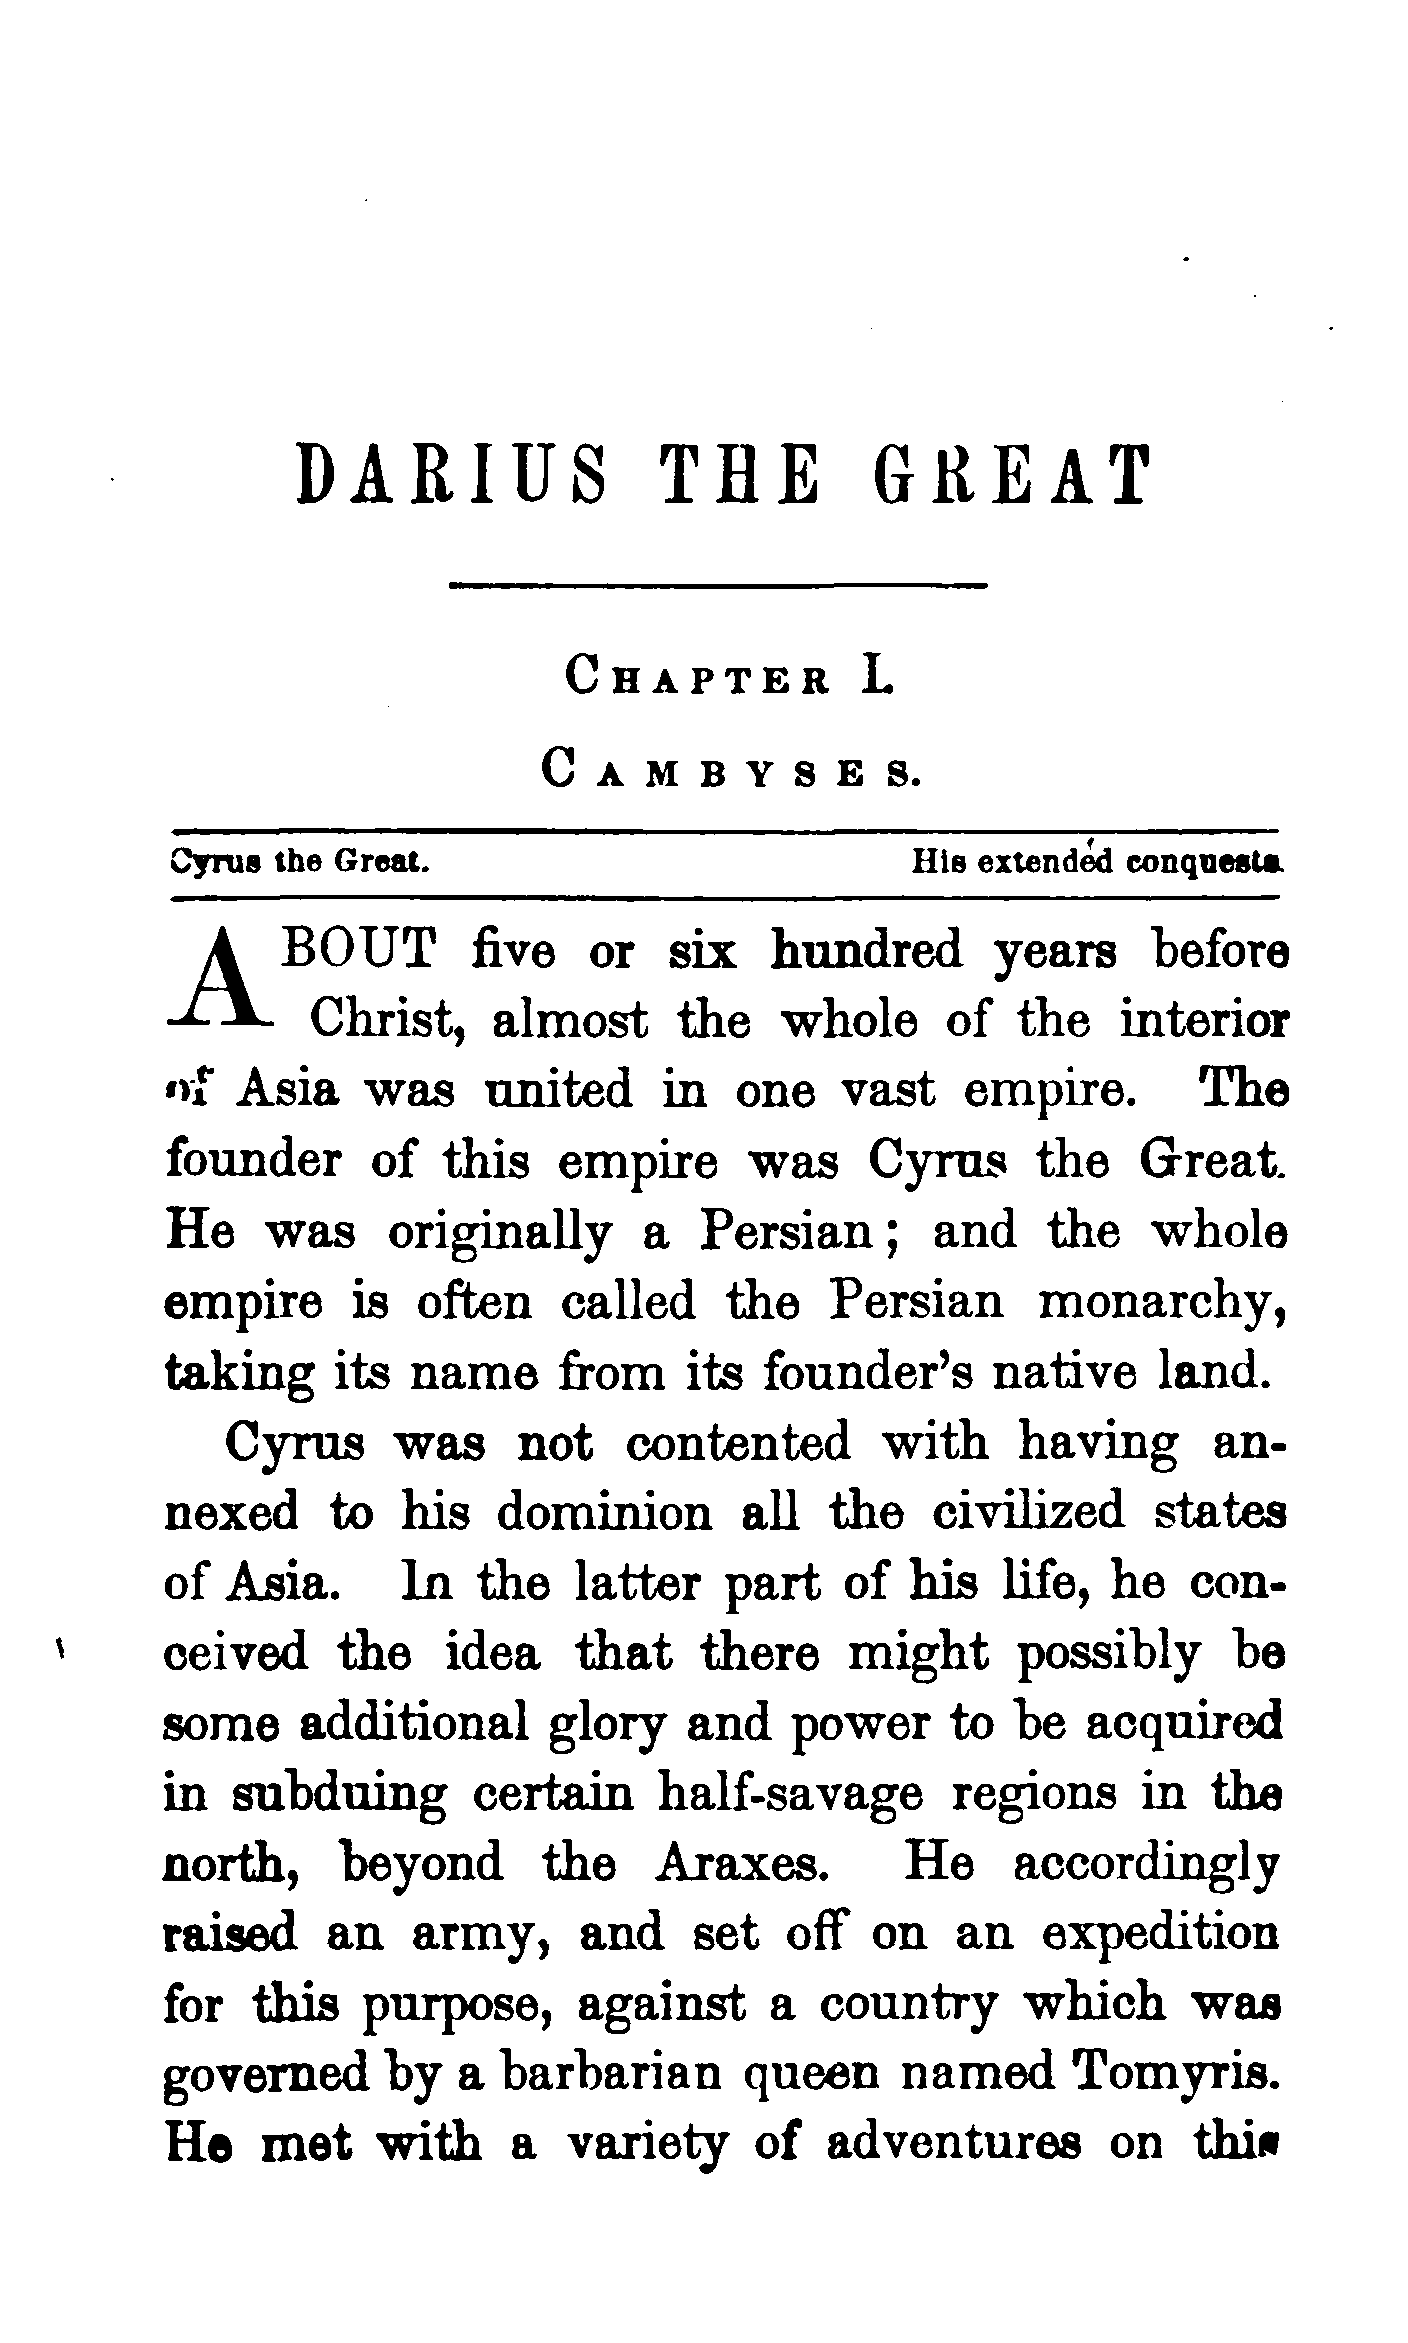 DARIUS THE GREAT
CHAPTER I.
CAMBYSES.
Cyrus the Great. His extended conquests.
ABOUT five or six hundred years before
Christ, almost the whole of the interior
of Asia was united in one vast empire. The
founder of this empire was Cyrus the Great.
He was originally a Persian; and the whole
empire is often called the Persian monarchy,
taking its name from its founder's native land.
Cyrus was not contented with having an-
nexed to his dominion all the civilized states
of Asia. In the latter part of his life, he con-
ceived the idea that there might possibly be
some additional glory and power to be acquired
in subduing certain half-savage regions in the
north, beyond the Araxes. He accordingly
raised an army, and set off on an expedition
for this purpose, against a country which was
governed by a barbarian queen named Tomyris.
He met with a variety of adventures on this